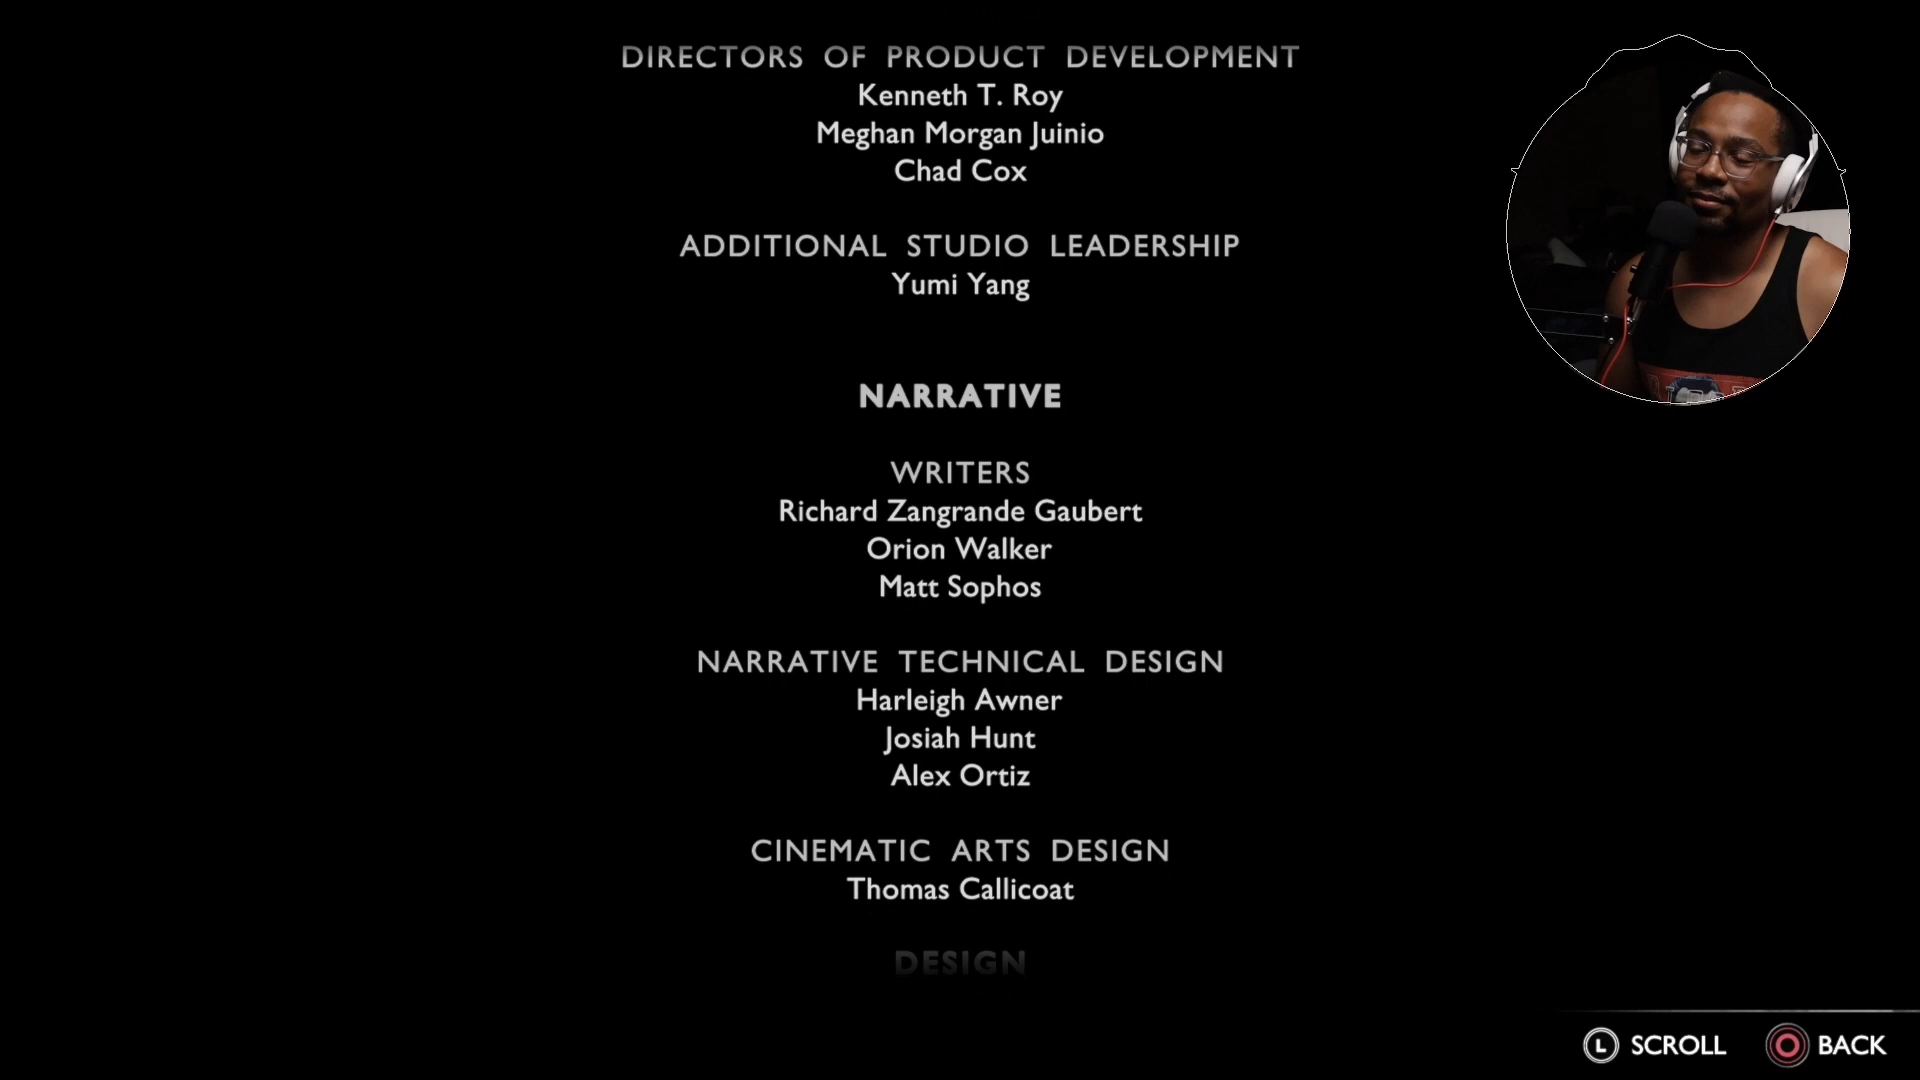 DIRECTORS OF PRODUCT DEVELOPMENT
Kenneth T. Roy
Meghan Morgan Juinio
Chad Cox
ADDITIONAL STUDIO LEADERSHIP
Yumi Yang
NARRATIVE
WRITERS
Richard Zangrande Gaubert
Orion Walker
Matt Sophos
NARRATIVE TECHNICAL DESIGN
Harleigh Awner
Josiah Hunt
Alex Ortiz
CINEMATIC ARTS DESIGN
Thomas Callicoat
DESIGN
L SCROLL BACK